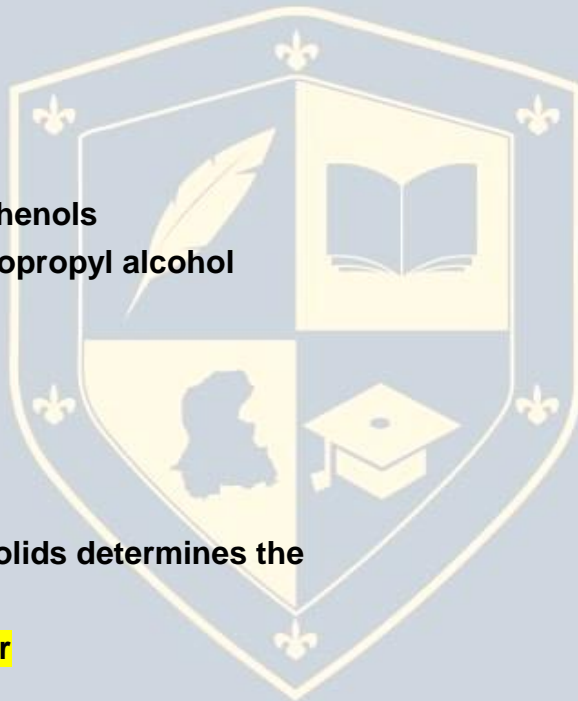 henols
opropyl alcohol
olids determines the
r